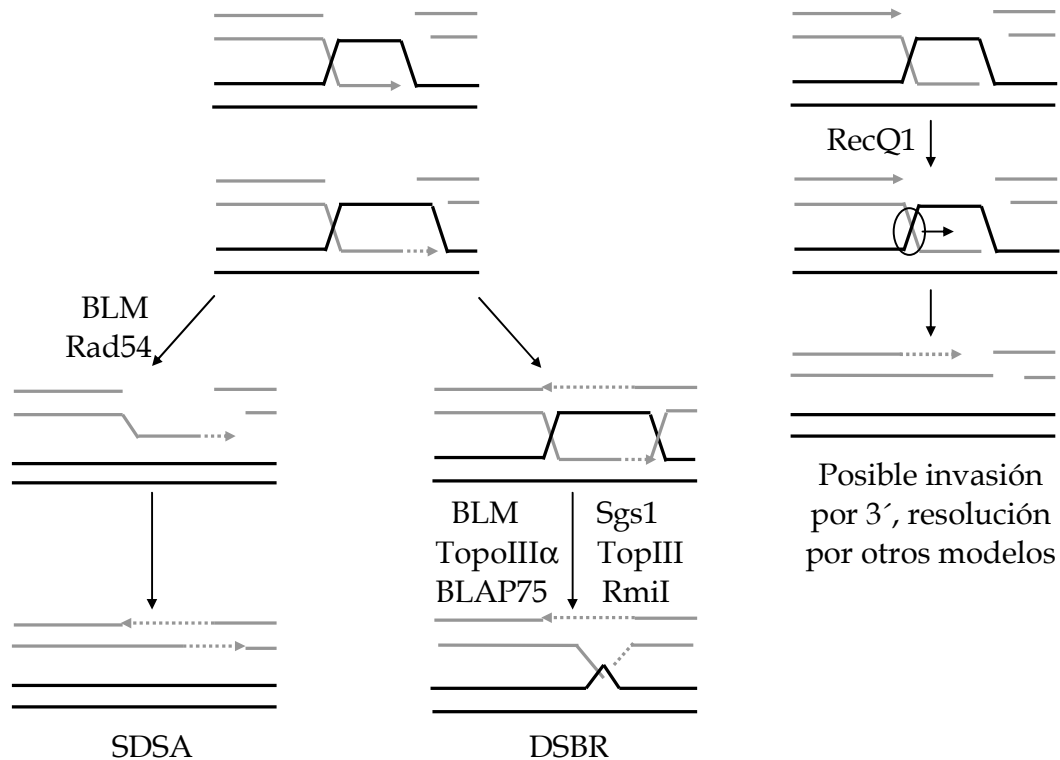 RecQ1
BLM
Rad54
BLM
TopoIIIα
BLAP75
Sgs1
TopIII
RmiI
Posible invasión
por 3´, resolución
por otros modelos
SDSA
DSBR